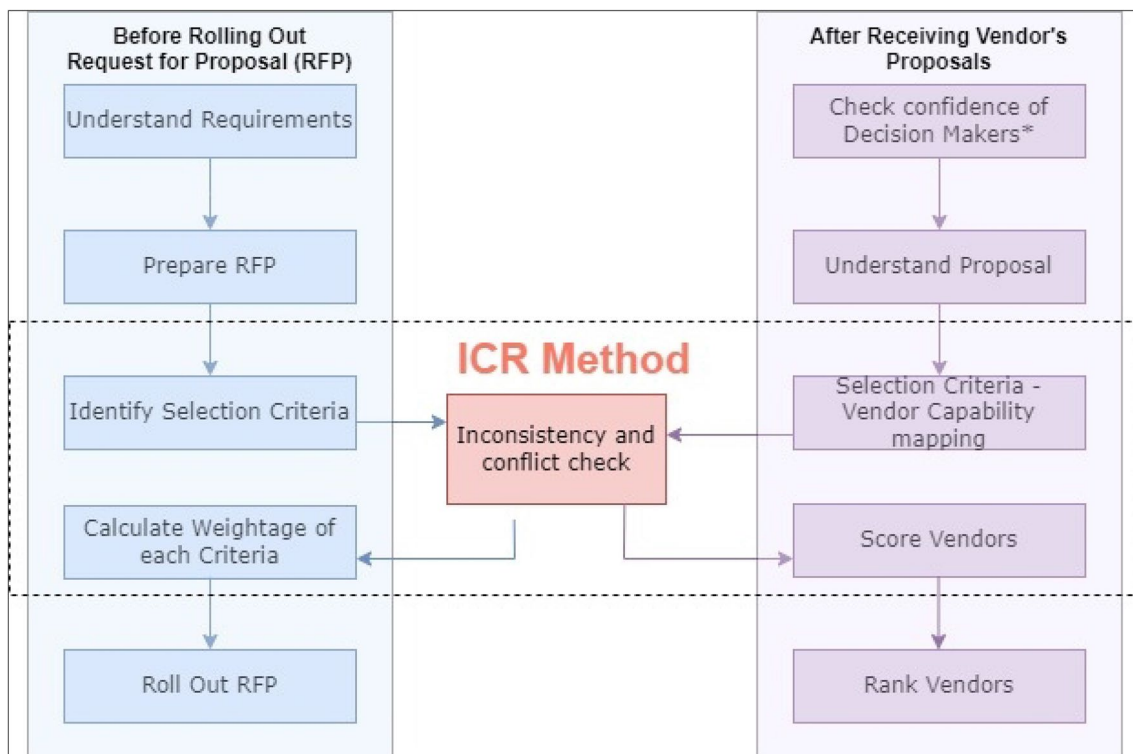 Before Rolling Out
Request for Proposal (RFP)
Understand Requirements
Prepare RFP
Identify Selection Criteria
Calculate Weightage of
each Criteria
Roll Out RFP
ICR Method
Inconsistency and
conflict check
After Receiving Vendor's
Proposals
Check confidence of
Decision Makers*
Understand Proposal
Selection Criteria -
Vendor Capability
mapping
Score Vendors
Rank Vendors